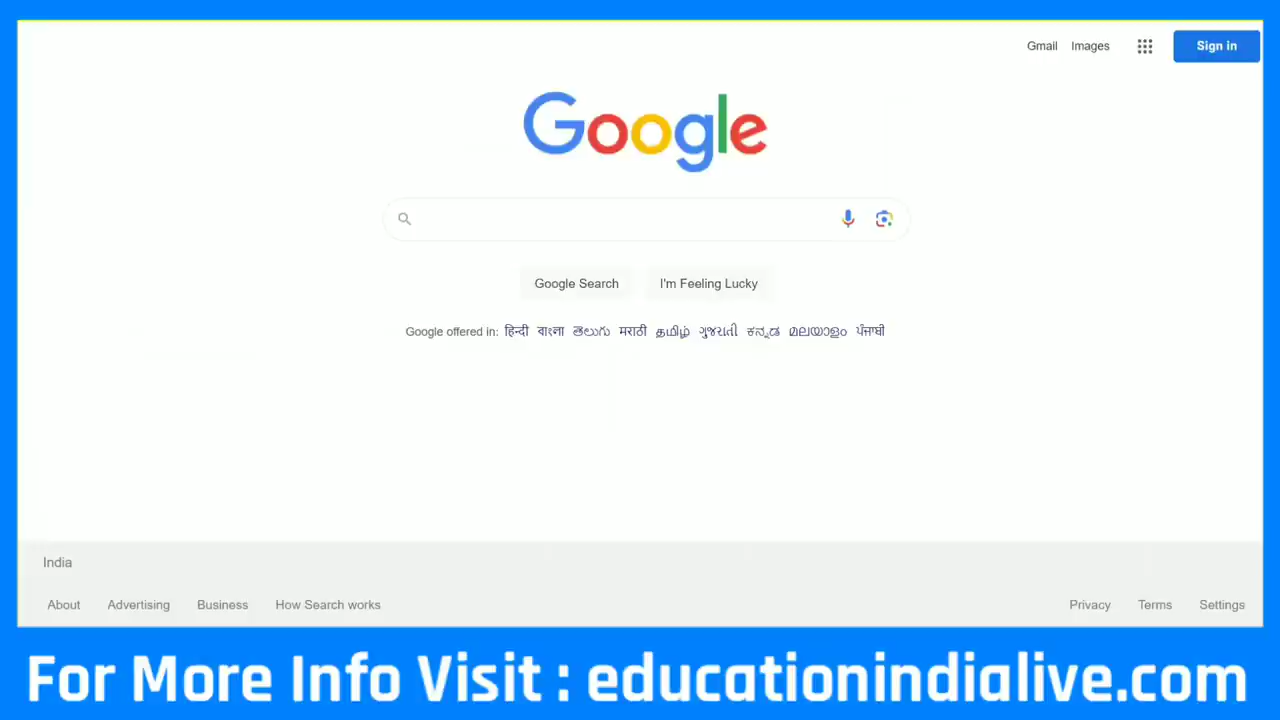 Gmail Images Sign in
Google
Google Search I'm Feeling Lucky
Google offered in: हिन्दी বাংলা తెలుగు मराठी தமிழ் ગુજરાતી ಕನ್ನಡ മലയാളം ਪੰਜਾਬੀ
India
About Advertising Business How Search works Privacy Terms Settings
For More Info Visit : educationindialive.com